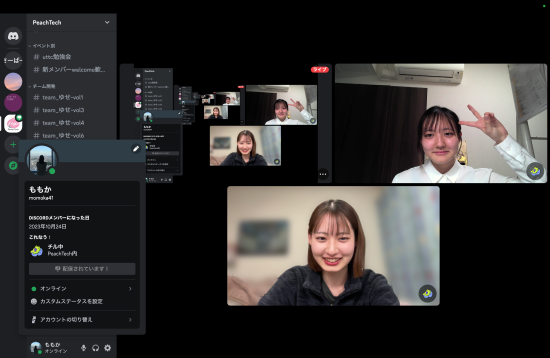 PeachTech
イベント別
# uttc勉強会
# 新メンバーwelcome歓...
チーム開発
# team_ゆせ-vol1
# team_ゆせ-vol3
# team_ゆせ-vol4
# team_ゆせ-vol6
ライブ
ももか
momoka41
DISCORDメンバーになった日
2023年10月24日
これなう：
チル中
PeachTech内
配信されています！
オンライン
カスタムステータスを設定
アカウントの切り替え
ももか
オンライン